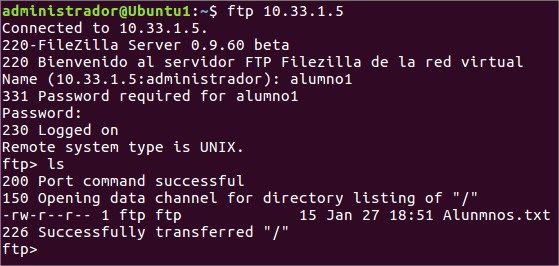 administrador@Ubuntu1:~$ ftp 10.33.1.5
Connected to 10.33.1.5.
220-FileZilla Server 0.9.60 beta
220 Bienvenido al servidor FTP Filezilla de la red virtual
Name (10.33.1.5:administrador): alumno1
331 Password required for alumno1
Password:
230 Logged on
Remote system type is UNIX.
ftp> ls
200 Port command successful
150 Opening data channel for directory listing of "/"
-rw-r--r-- 1 ftp ftp             15 Jan 27 18:51 Alunmnos.txt
226 Successfully transferred "/"
ftp>